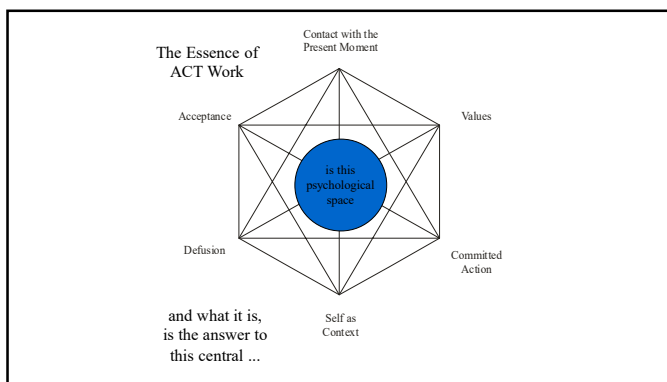 The Essence of
ACT Work
Contact with the
Present Moment
Acceptance
Values
is this
psychological
space
Defusion
Committed
Action
and what it is,
is the answer to
this central ...
Self as
Context